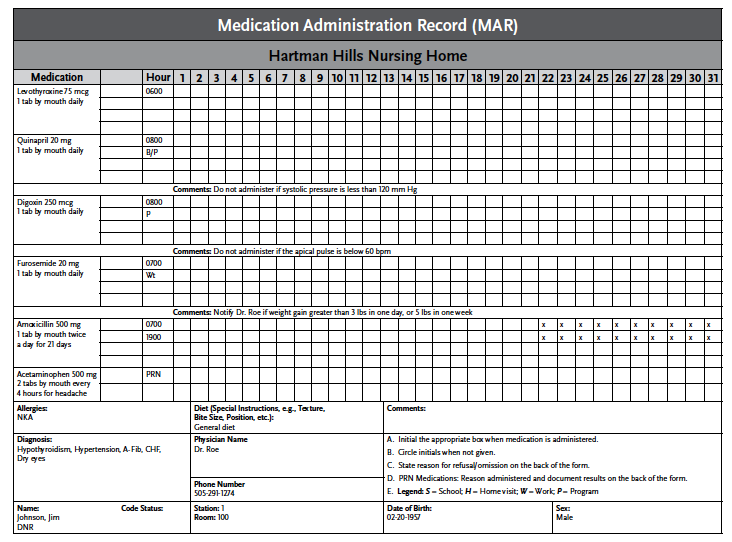 Medication Administration Record (MAR)
Hartman Hills Nursing Home
Medication Hour 1 2 3 4 5 6 7 8 9 10 11 12 13 14 15 16 17 18 19 20 21 22 23 24 25 26 27 28 29 30 31
Levothyroxine 75 mcg 0600
1 tab by mouth daily
Quinapril 20 mg 0800
1 tab by mouth daily B/P
Comments: Do not administer if systolic pressure is less than 120 mm Hg
Digoxin 250 mcg 0800
1 tab by mouth daily P
Comments: Do not administer if the apical pulse is below 60 bpm
Furosemide 20 mg 0700
1 tab by mouth daily Wt
Comments: Notify Dr. Roe if weight gain greater than 3 lbs in one day, or 5 lbs in one week
Amoxicillin 500 mg 0700 x x x x x x x x x x
1 tab by mouth twice 1900 x x x x x x x x x x
a day for 21 days
Acetaminophen 500 mg PRN
2 tabs by mouth every
4 hours for headache
Allergies:
NKA
Diet (Special Instructions, e.g., Texture,
Bite Size, Position, etc.):
General diet
Comments:
Diagnosis:
Hypothyroidism, Hypertension, A-Fib, CHF,
Dry eyes
Physician Name
Dr. Roe
Phone Number
505-291-1274
A. Initial the appropriate box when medication is administered.
B. Circle initials when not given.
C. State reason for refusal/omission on the back of the form.
D. PRN Medications: Reason administered and document results on the back of the form.
E. Legend: S – School; H – Home visit; W – Work; P – Program
Name: Code Status:
Johnson, Jim
DNR
Station: 1
Room: 100
Date of Birth:
02-20-1957
Sex:
Male